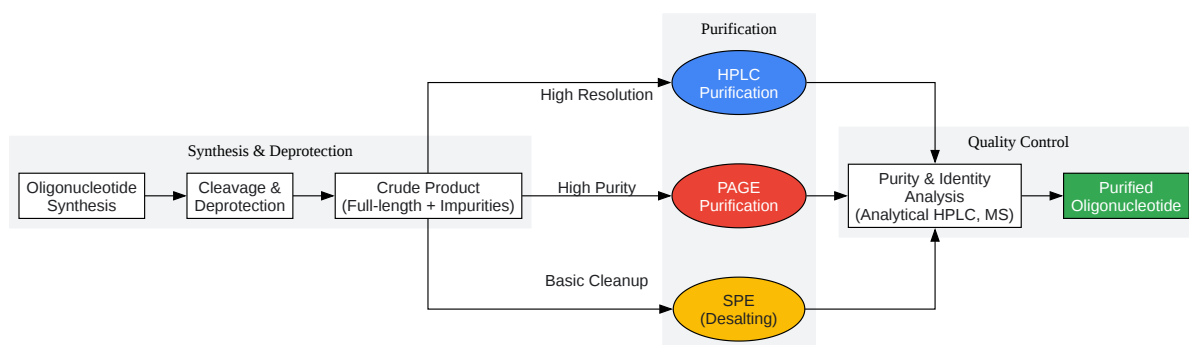 Purification
HPLC
Purification
High Resolution
Synthesis & Deprotection
Quality Control
Oligonucleotide
Synthesis
Cleavage &
Deprotection
Crude Product
(Full-length + Impurities)
High Purity
PAGE
Purification
Purity & Identity
Analysis
(Analytical HPLC, MS)
Purified
Oligonucleotide
Basic Cleanup
SPE
(Desalting)